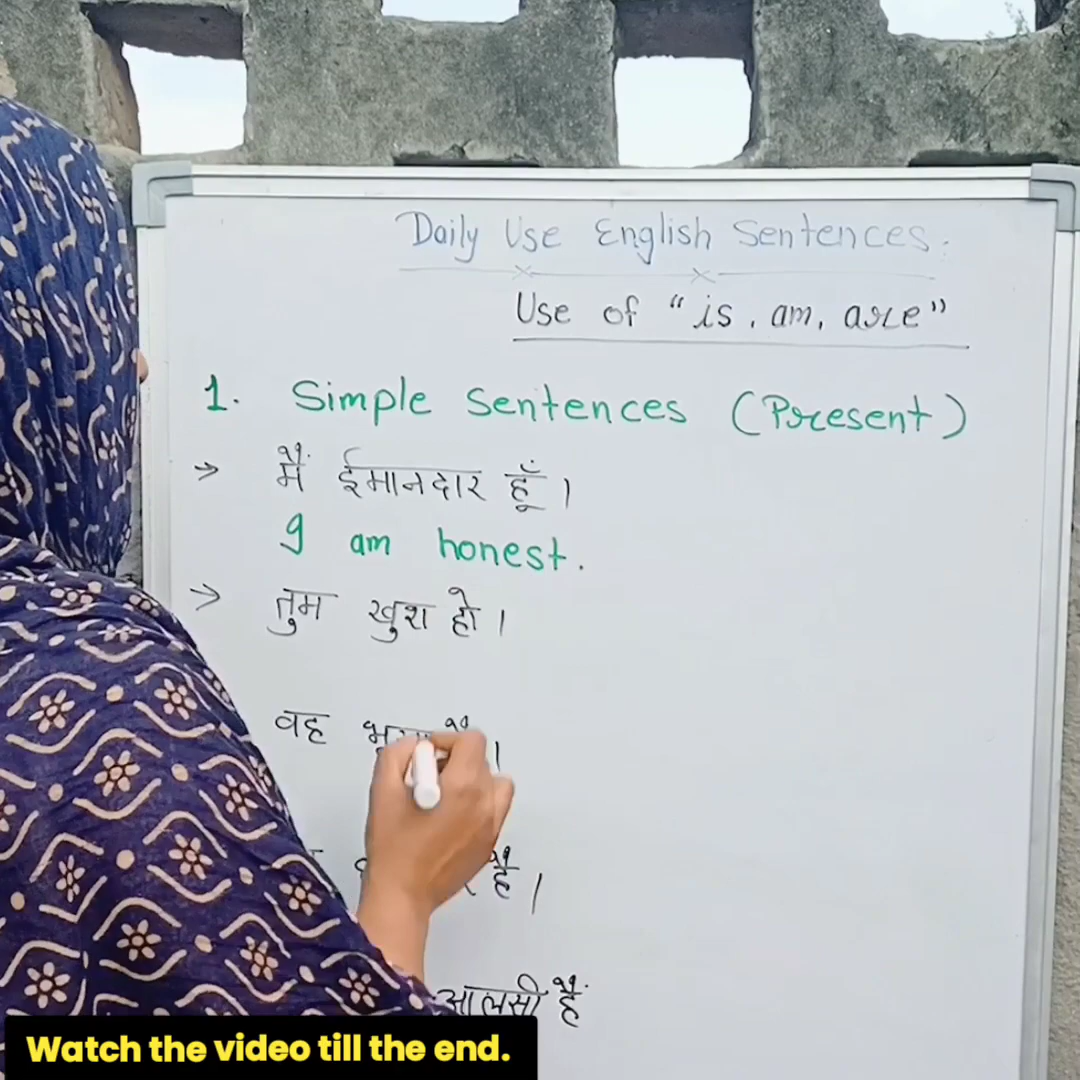 Daily Use English Sentences.
Use of "is, am, are"
1. Simple Sentences (Present)
→ मैं ईमानदार हूँ।
I am honest.
→ तुम खुश हो।
वह
है।
आलसी हैं
Watch the video till the end.